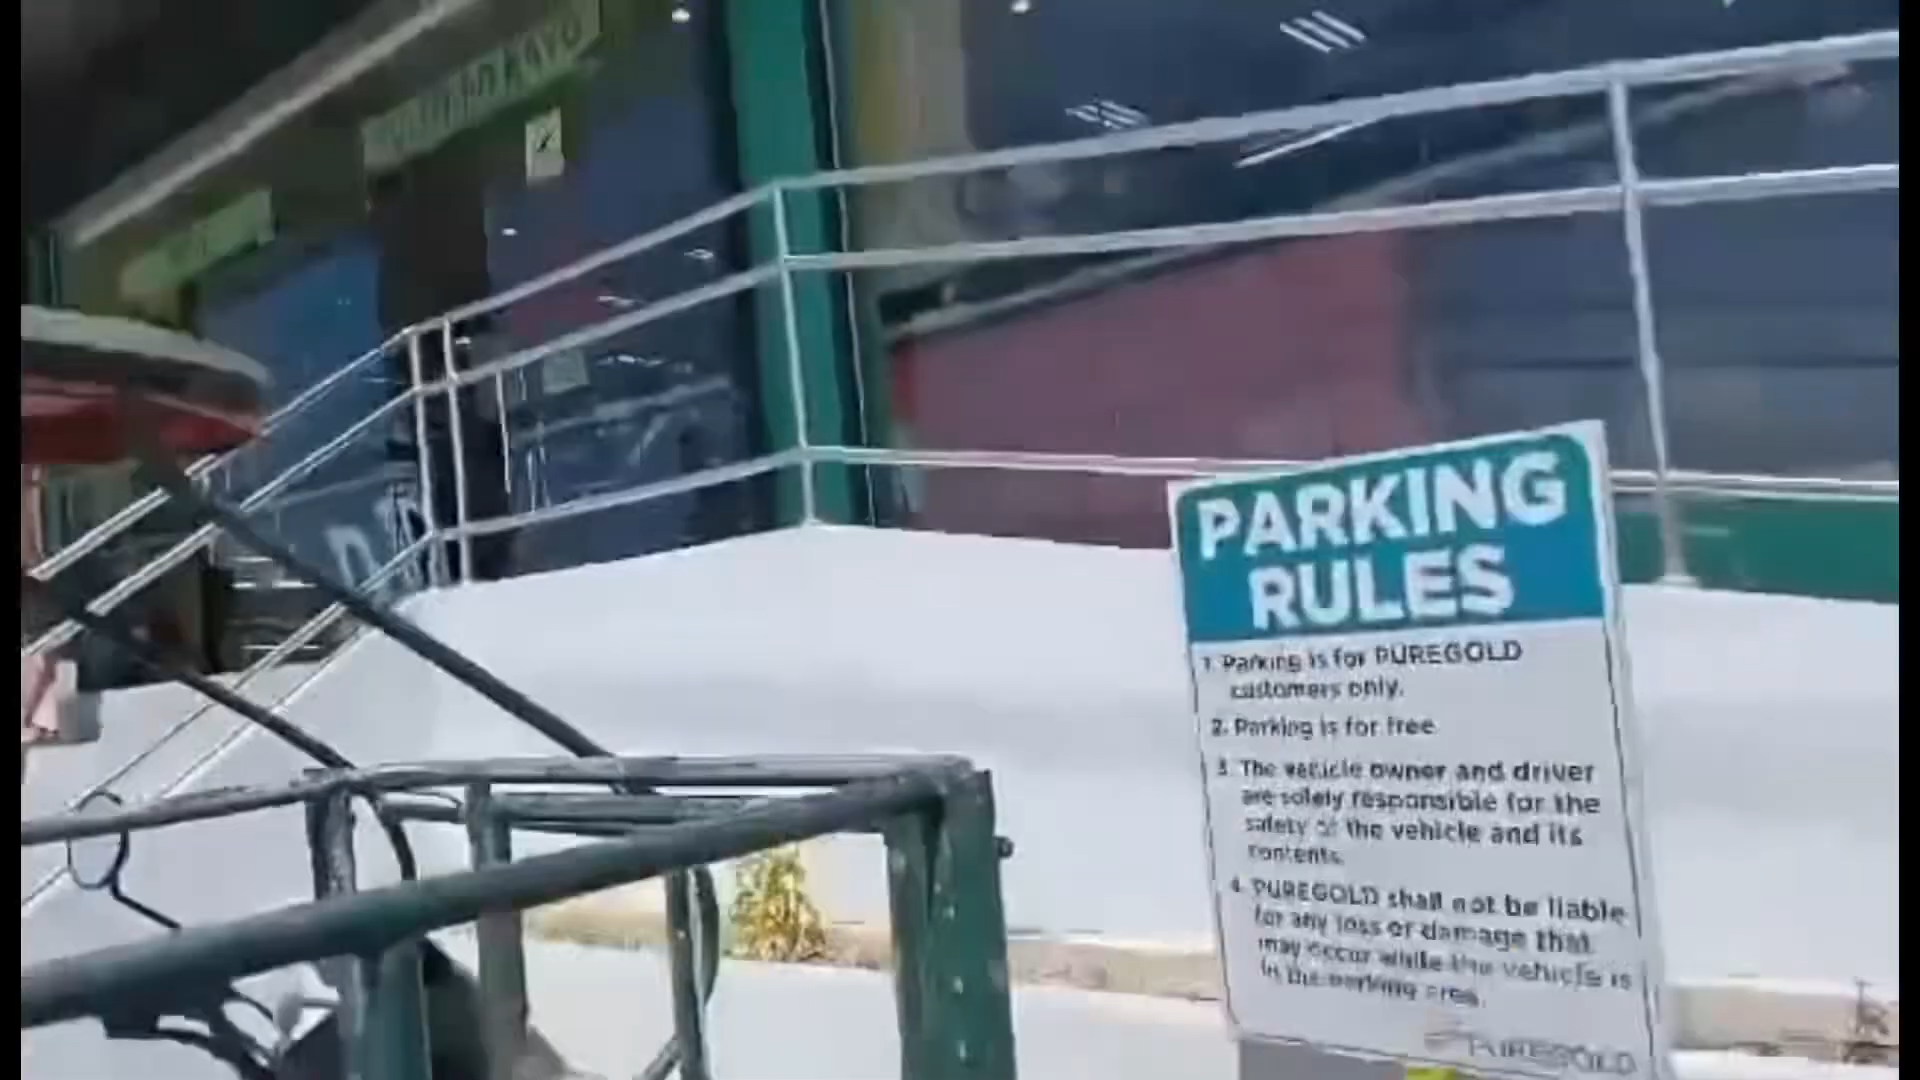 PARKING
RULES
1. Parking is for PUREGOLD
customers only.
2. Parking is for free
3. The vehicle owner and driver
are solely responsible for the
safety of the vehicle and its
contents.
4. PUREGOLD shall not be liable
for any loss or damage that
may occur while the vehicle is
in the parking area.
PUREGOLD